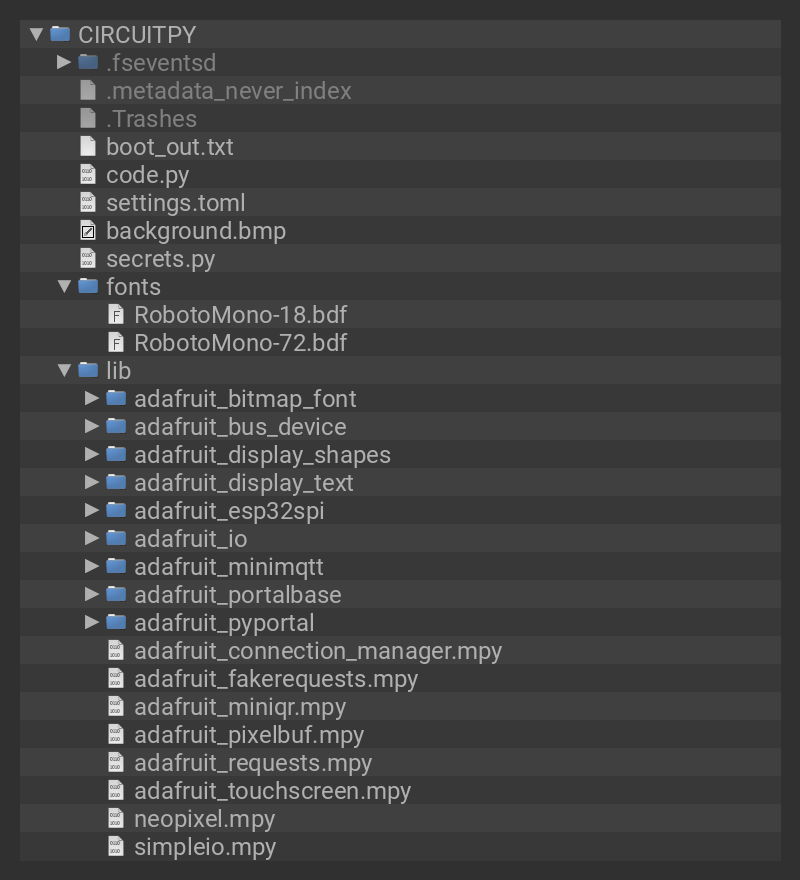 CIRCUITPY
.fseventsd
.metadata_never_index
.Trashes
boot_out.txt
code.py
settings.toml
background.bmp
secrets.py
fonts
RobotoMono-18.bdf
RobotoMono-72.bdf
lib
adafruit_bitmap_font
adafruit_bus_device
adafruit_display_shapes
adafruit_display_text
adafruit_esp32spi
adafruit_io
adafruit_minimqtt
adafruit_portalbase
adafruit_pyportal
adafruit_connection_manager.mpy
adafruit_fakerequests.mpy
adafruit_miniqr.mpy
adafruit_pixelbuf.mpy
adafruit_requests.mpy
adafruit_touchscreen.mpy
neopixel.mpy
simpleio.mpy